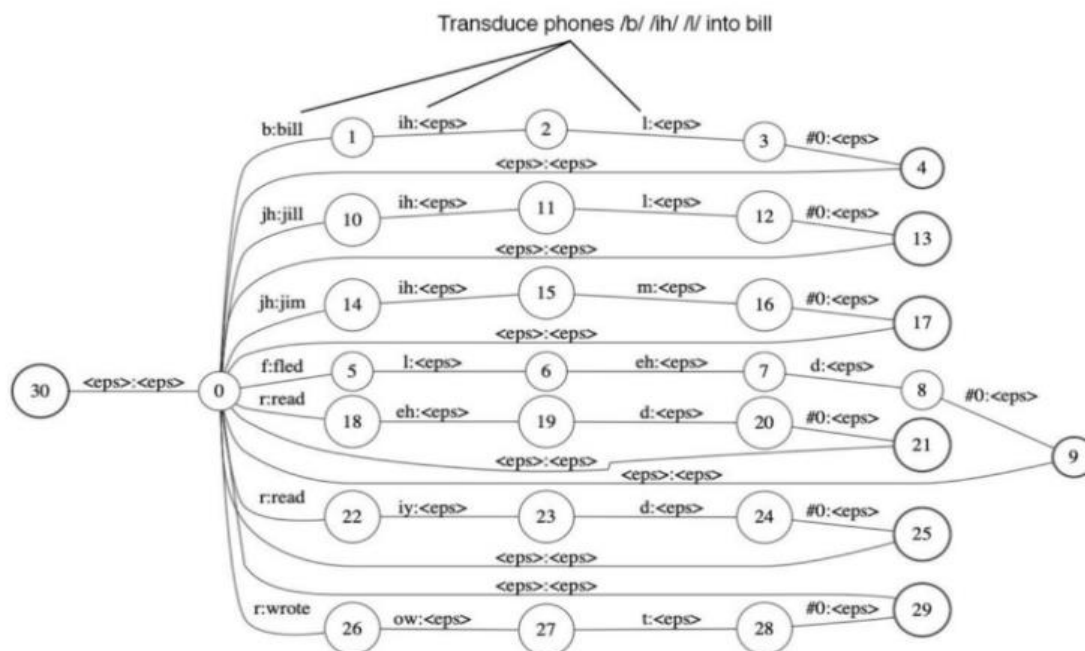 Transduce phones /b/ /ih/ /l/ into bill
b:bill 1 ih:<eps> 2 l:<eps> 3 #0:<eps> 4
<eps>:<eps>
jh:jill 10 ih:<eps> 11 l:<eps> 12 #0:<eps> 13
<eps>:<eps>
jh:jim 14 ih:<eps> 15 m:<eps> 16 #0:<eps> 17
<eps>:<eps>
30 <eps>:<eps> 0
f:fled 5 l:<eps> 6 eh:<eps> 7 d:<eps> 8 #0:<eps> 9
r:read 18 eh:<eps> 19 d:<eps> 20 #0:<eps> 21
<eps>:<eps>
<eps>:<eps>
r:read 22 iy:<eps> 23 d:<eps> 24 #0:<eps> 25
<eps>:<eps>
<eps>:<eps>
r:wrote 26 ow:<eps> 27 t:<eps> 28 #0:<eps> 29